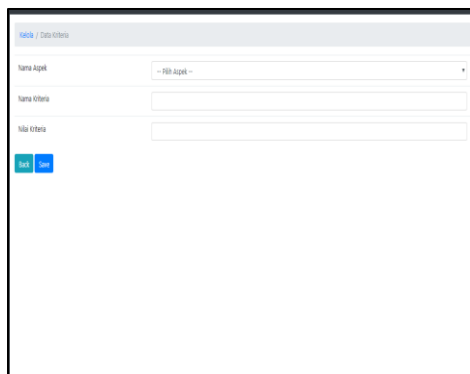 Kelola / Data Kriteria
Nama Aspek
-- Pilih Aspek --
Nama Kriteria
Nilai Kriteria
Back Save